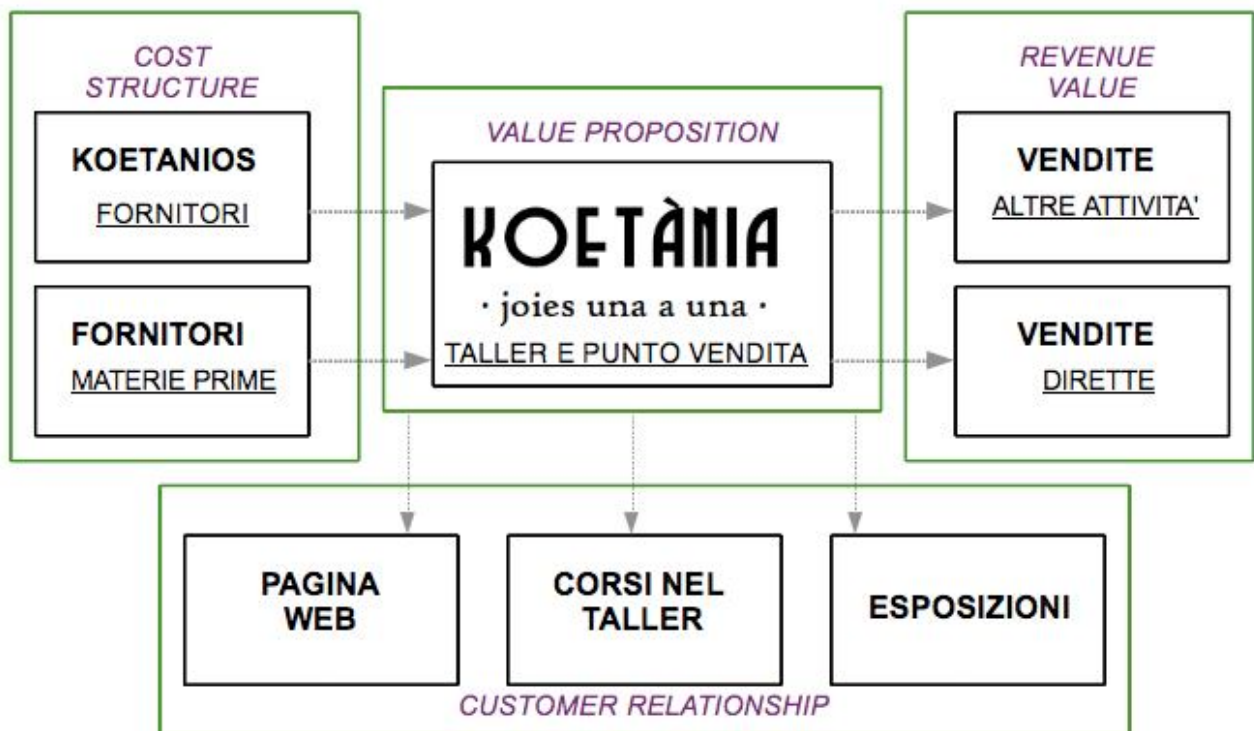 COST
STRUCTURE
KOETANIOS
FORNITORI
FORNITORI
MATERIE PRIME
VALUE PROPOSITION
KOETÀNIA
· joies una a una ·
TALLER E PUNTO VENDITA
REVENUE
VALUE
VENDITE
ALTRE ATTIVITA'
VENDITE
DIRETTE
PAGINA
WEB
CORSI NEL
TALLER
ESPOSIZIONI
CUSTOMER RELATIONSHIP